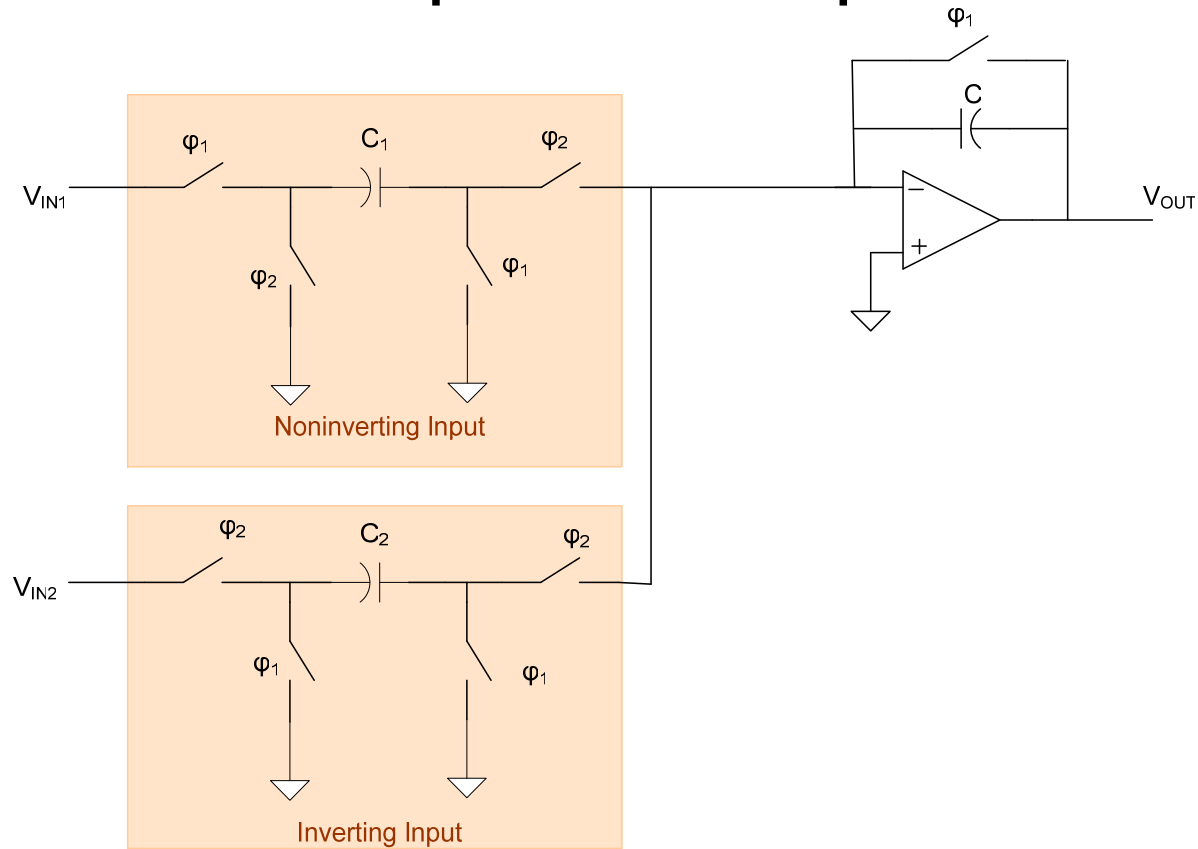 φ1
C
φ1
C1
φ2
VIN1
VOUT
−
+
φ2
φ1
Noninverting Input
φ2
C2
φ2
VIN2
φ1
φ1
Inverting Input